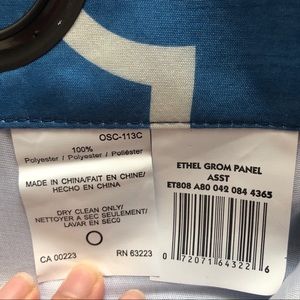 OSC-113C
100%
Polyester / Polyester / Poliéster
MADE IN CHINA/FAIT EN CHINE/
HECHO EN CHINA
DRY CLEAN ONLY/
NETTOYER A SEC SEULEMENT/
LAVAR EN SECO
CA 00223 RN 63223
ETHEL GROM PANEL
ASST
ET808 A80 042 084 4365
0 72071 64322 6